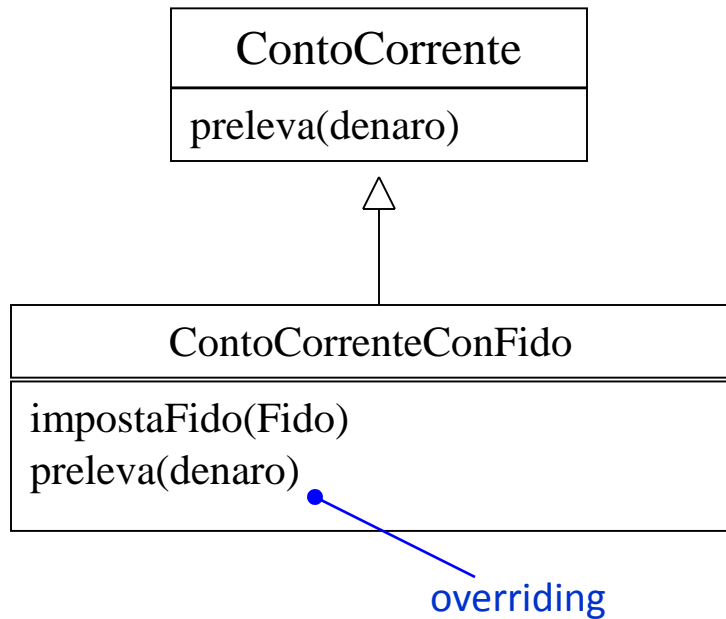 ContoCorrente
preleva(denaro)
ContoCorrenteConFido
impostaFido(Fido)
preleva(denaro)
overriding